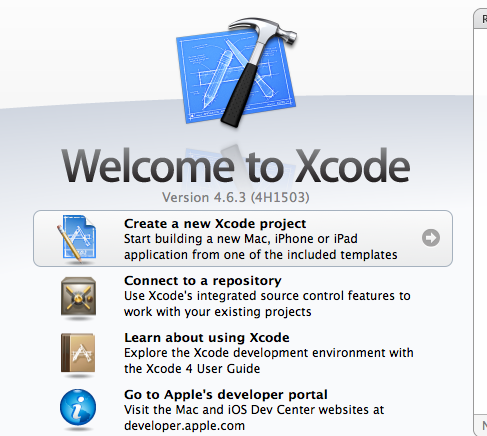 Welcome to Xcode
Version 4.6.3 (4H1503)
Create a new Xcode project
Start building a new Mac, iPhone or iPad
application from one of the included templates
Connect to a repository
Use Xcode's integrated source control features to
work with your existing projects
Learn about using Xcode
Explore the Xcode development environment with
the Xcode 4 User Guide
Go to Apple's developer portal
Visit the Mac and iOS Dev Center websites at
developer.apple.com